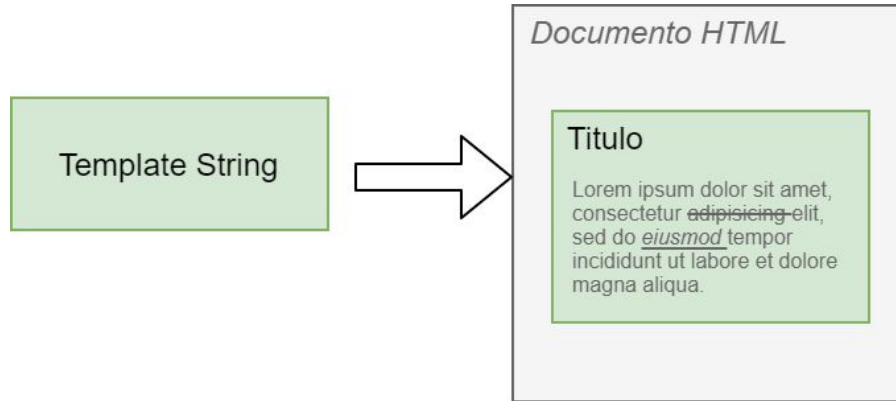 Template String
Documento HTML
Titulo
Lorem ipsum dolor sit amet,
consectetur adipisicing elit,
sed do eiusmod tempor
incididunt ut labore et dolore
magna aliqua.